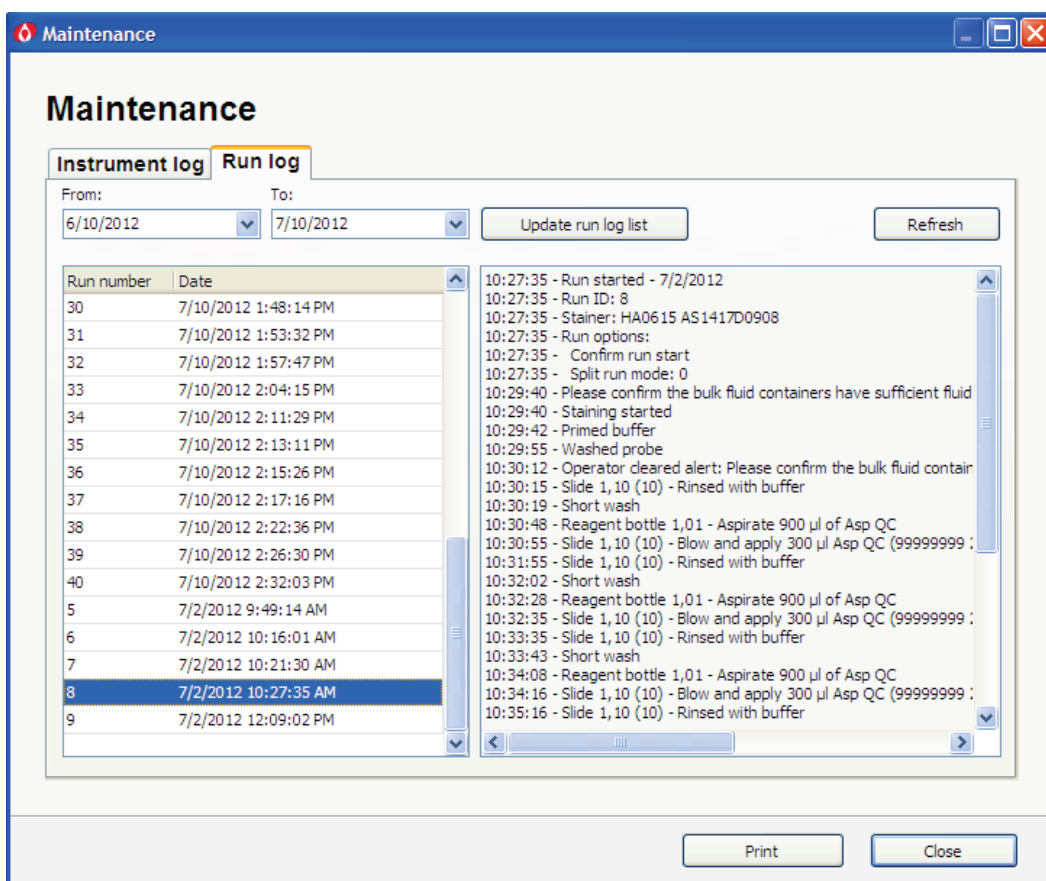 Maintenance
Maintenance
Instrument log Run log
From: To:
6/10/2012 7/10/2012 Update run log list Refresh
Run number Date
30 7/10/2012 1:48:14 PM
31 7/10/2012 1:53:32 PM
32 7/10/2012 1:57:47 PM
33 7/10/2012 2:04:15 PM
34 7/10/2012 2:11:29 PM
35 7/10/2012 2:13:11 PM
36 7/10/2012 2:15:26 PM
37 7/10/2012 2:17:16 PM
38 7/10/2012 2:22:36 PM
39 7/10/2012 2:26:30 PM
40 7/10/2012 2:32:03 PM
5 7/2/2012 9:49:14 AM
6 7/2/2012 10:16:01 AM
7 7/2/2012 10:21:30 AM
8 7/2/2012 10:27:35 AM
9 7/2/2012 12:09:02 PM
10:27:35 - Run started - 7/2/2012
10:27:35 - Run ID: 8
10:27:35 - Stainer: HA0615 AS1417D0908
10:27:35 - Run options:
10:27:35 - Confirm run start
10:27:35 - Split run mode: 0
10:29:40 - Please confirm the bulk fluid containers have sufficient fluid
10:29:40 - Staining started
10:29:42 - Primed buffer
10:29:55 - Washed probe
10:30:12 - Operator cleared alert: Please confirm the bulk fluid contain
10:30:15 - Slide 1,10 (10) - Rinsed with buffer
10:30:19 - Short wash
10:30:48 - Reagent bottle 1,01 - Aspirate 900 µl of Asp QC
10:30:55 - Slide 1,10 (10) - Blow and apply 300 µl Asp QC (99999999 2
10:31:55 - Slide 1,10 (10) - Rinsed with buffer
10:32:02 - Short wash
10:32:28 - Reagent bottle 1,01 - Aspirate 900 µl of Asp QC
10:32:35 - Slide 1,10 (10) - Blow and apply 300 µl Asp QC (99999999 2
10:33:35 - Slide 1,10 (10) - Rinsed with buffer
10:33:43 - Short wash
10:34:08 - Reagent bottle 1,01 - Aspirate 900 µl of Asp QC
10:34:16 - Slide 1,10 (10) - Blow and apply 300 µl Asp QC (99999999 2
10:35:16 - Slide 1,10 (10) - Rinsed with buffer
Print Close